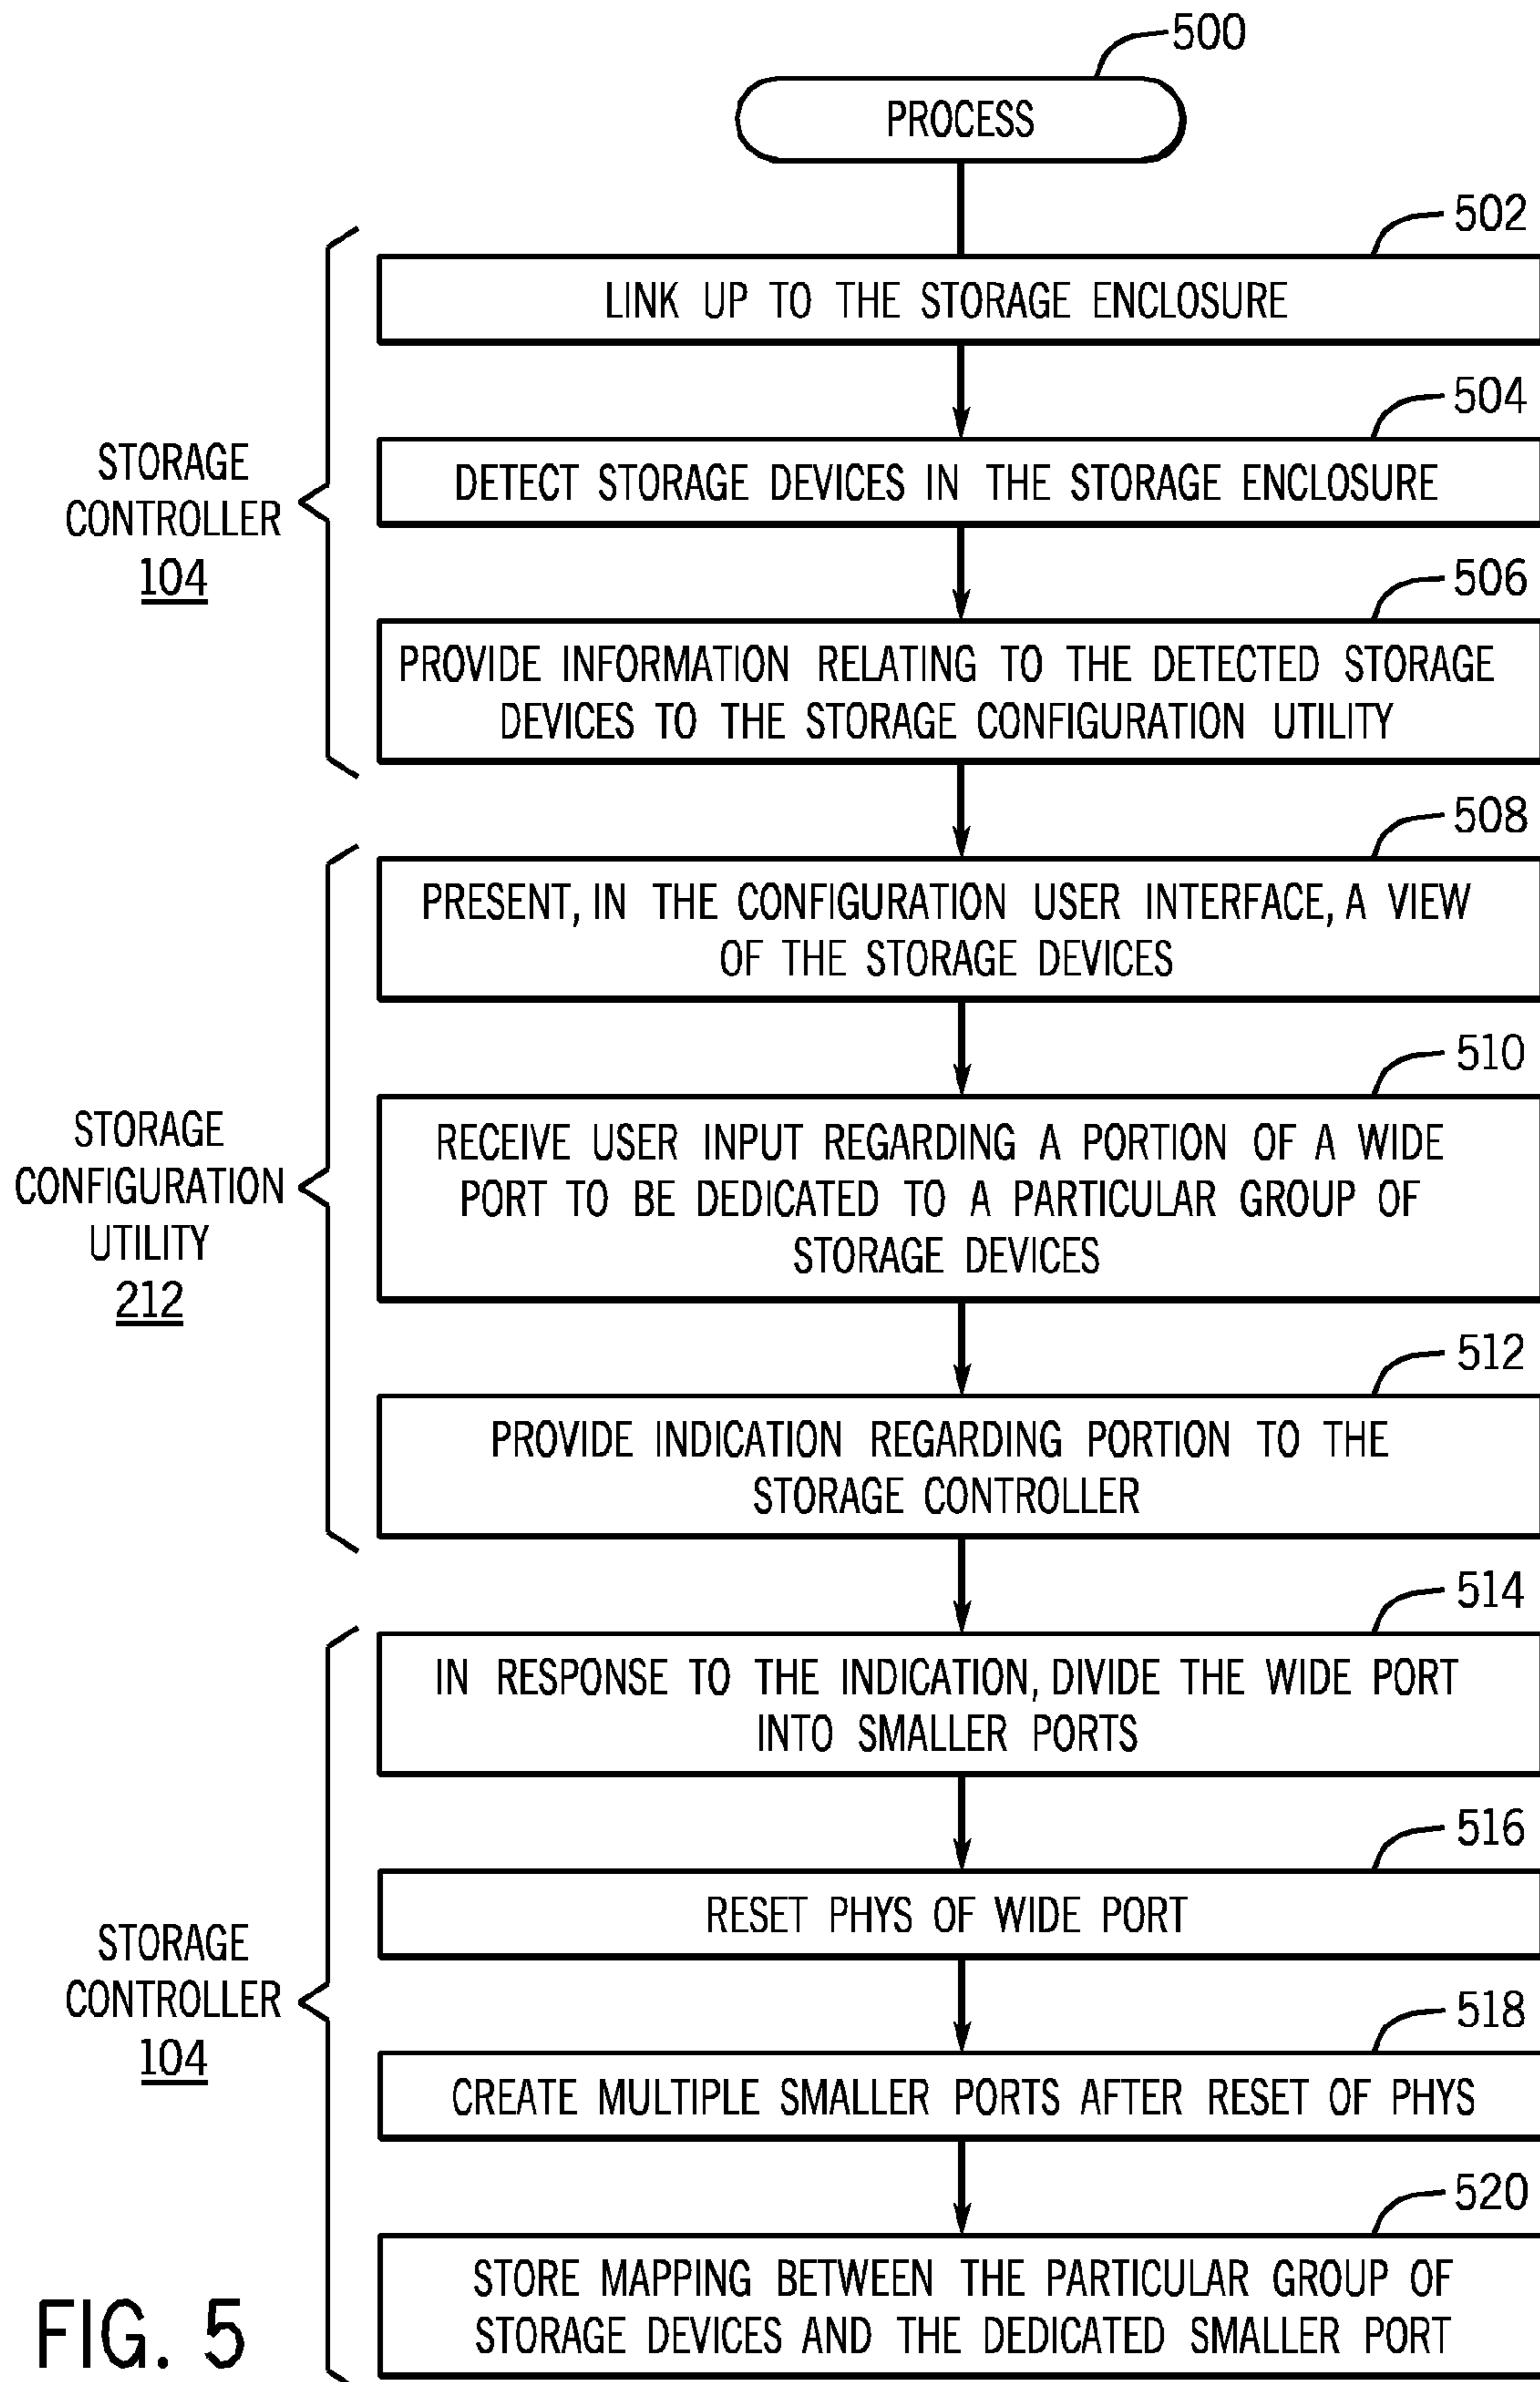 500
PROCESS
502
LINK UP TO THE STORAGE ENCLOSURE
504
DETECT STORAGE DEVICES IN THE STORAGE ENCLOSURE
506
PROVIDE INFORMATION RELATING TO THE DETECTED STORAGE
DEVICES TO THE STORAGE CONFIGURATION UTILITY
STORAGE
CONTROLLER
104
508
PRESENT, IN THE CONFIGURATION USER INTERFACE, A VIEW
OF THE STORAGE DEVICES
510
RECEIVE USER INPUT REGARDING A PORTION OF A WIDE
PORT TO BE DEDICATED TO A PARTICULAR GROUP OF
STORAGE DEVICES
512
PROVIDE INDICATION REGARDING PORTION TO THE
STORAGE CONTROLLER
STORAGE
CONFIGURATION
UTILITY
212
514
IN RESPONSE TO THE INDICATION, DIVIDE THE WIDE PORT
INTO SMALLER PORTS
516
RESET PHYS OF WIDE PORT
518
CREATE MULTIPLE SMALLER PORTS AFTER RESET OF PHYS
520
STORE MAPPING BETWEEN THE PARTICULAR GROUP OF
STORAGE DEVICES AND THE DEDICATED SMALLER PORT
STORAGE
CONTROLLER
104
FIG. 5